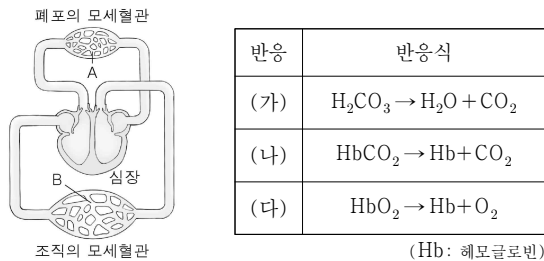 폐포의 모세혈관
A
B
심장
조직의 모세혈관
반응 반응식
(가) H₂CO₃→H₂O+CO₂
(나) HbCO₂→Hb+CO₂
(다) HbO₂→Hb+O₂
(Hb: 헤모글로빈)